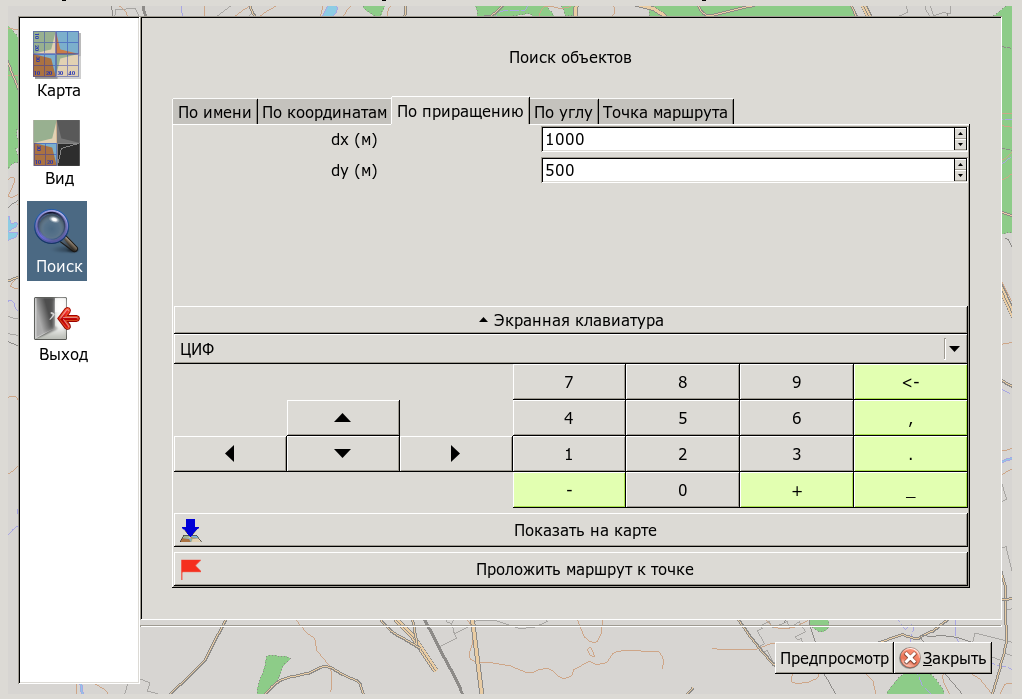 Карта
Вид
Поиск
Выход
Поиск объектов
По имени По координатам По приращению По углу Точка маршрута
dx (м) 1000
dy (м) 500
Экранная клавиатура
ЦИФ
7 8 9 <-
4 5 6 ,
1 2 3 .
- 0 + _
Показать на карте
Проложить маршрут к точке
Предпросмотр Закрыть